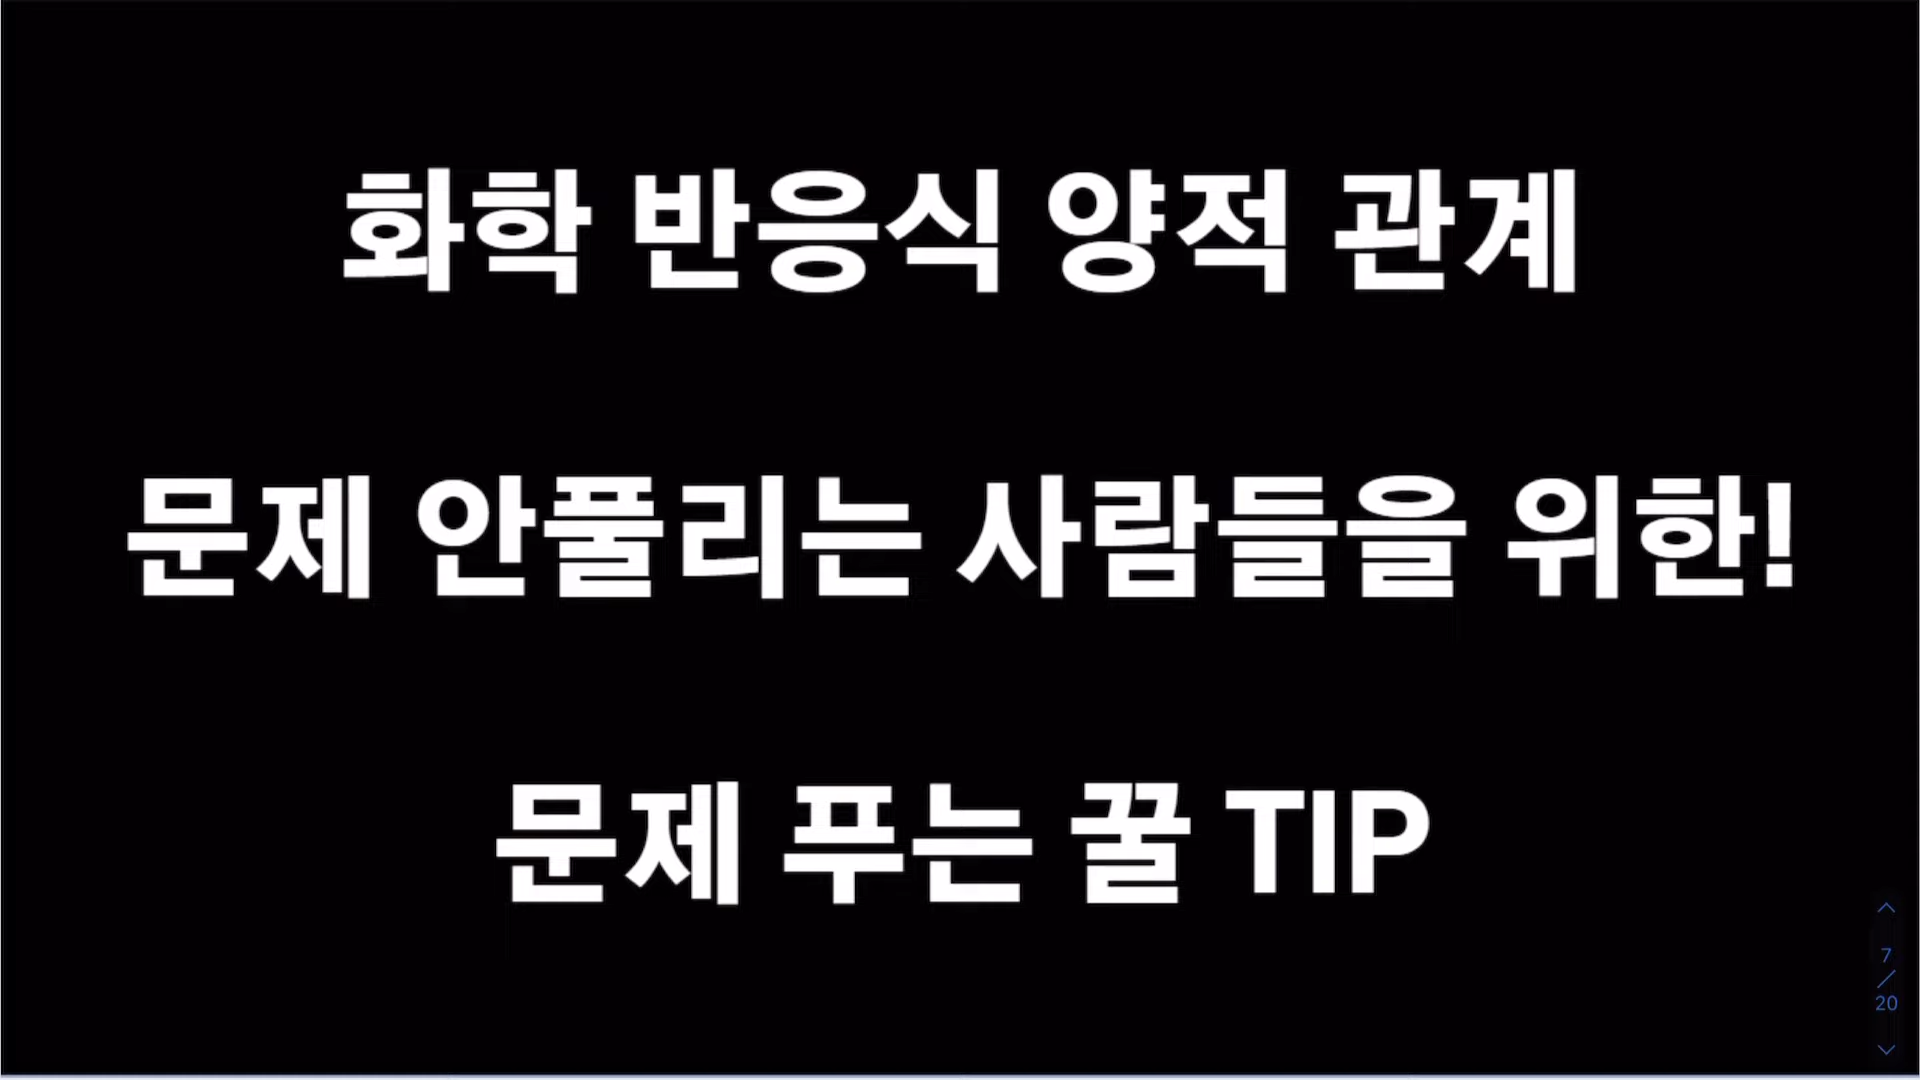 화학 반응식 양적 관계
문제 안풀리는 사람들을 위한!
문제 푸는 꿀 TIP
7
/
20